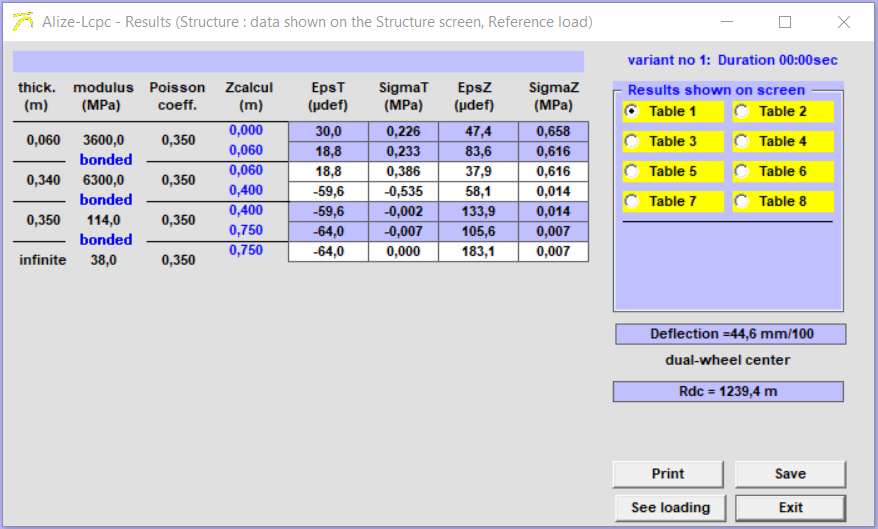 Alize-Lcpc - Results (Structure : data shown on the Structure screen, Reference load)
variant no 1: Duration 00:00sec
thick. modulus Poisson Zcalcul EpsT SigmaT EpsZ SigmaZ
(m) (MPa) coeff. (m) (µdef) (MPa) (µdef) (MPa)
0,000 30,0 0,226 47,4 0,658
0,060 3600,0 0,350
0,060 18,8 0,233 83,6 0,616
bonded
0,060 18,8 0,386 37,9 0,616
0,340 6300,0 0,350
0,400 -59,6 -0,535 58,1 0,014
bonded
0,400 -59,6 -0,002 133,9 0,014
0,350 114,0 0,350
0,750 -64,0 -0,007 105,6 0,007
bonded
0,750 -64,0 0,000 183,1 0,007
infinite 38,0 0,350
Results shown on screen
Table 1 Table 2
Table 3 Table 4
Table 5 Table 6
Table 7 Table 8
Deflection =44,6 mm/100
dual-wheel center
Rdc = 1239,4 m
Print Save
See loading Exit